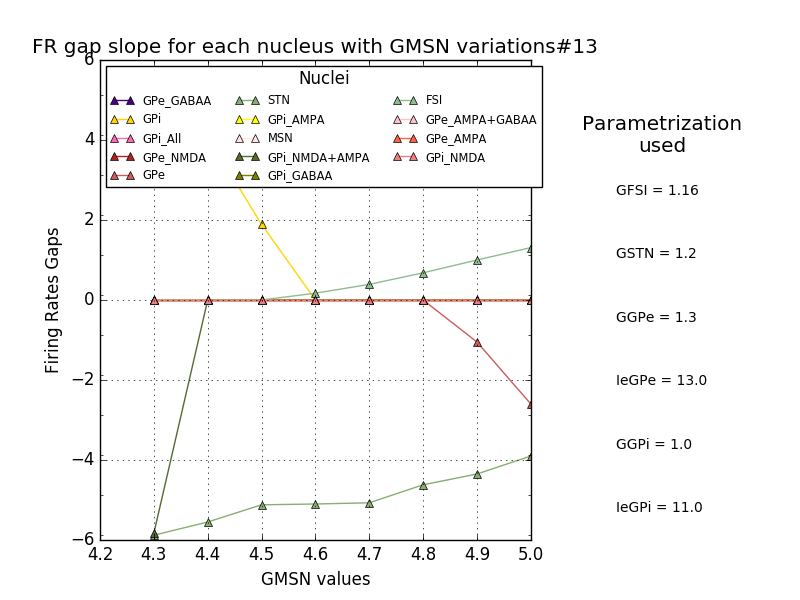 FR gap slope for each nucleus with GMSN variations#13
Nuclei
GPe_GABAA STN FSI
GPi GPi_AMPA GPe_AMPA+GABAA
GPi_All MSN GPe_AMPA
GPe_NMDA GPi_NMDA+AMPA GPi_NMDA
GPe GPi_GABAA
6
4
2
0
−2
−4
−6
Firing Rates Gaps
4.2 4.3 4.4 4.5 4.6 4.7 4.8 4.9 5.0
GMSN values
Parametrization
used
GFSI = 1.16
GSTN = 1.2
GGPe = 1.3
IeGPe = 13.0
GGPi = 1.0
IeGPi = 11.0